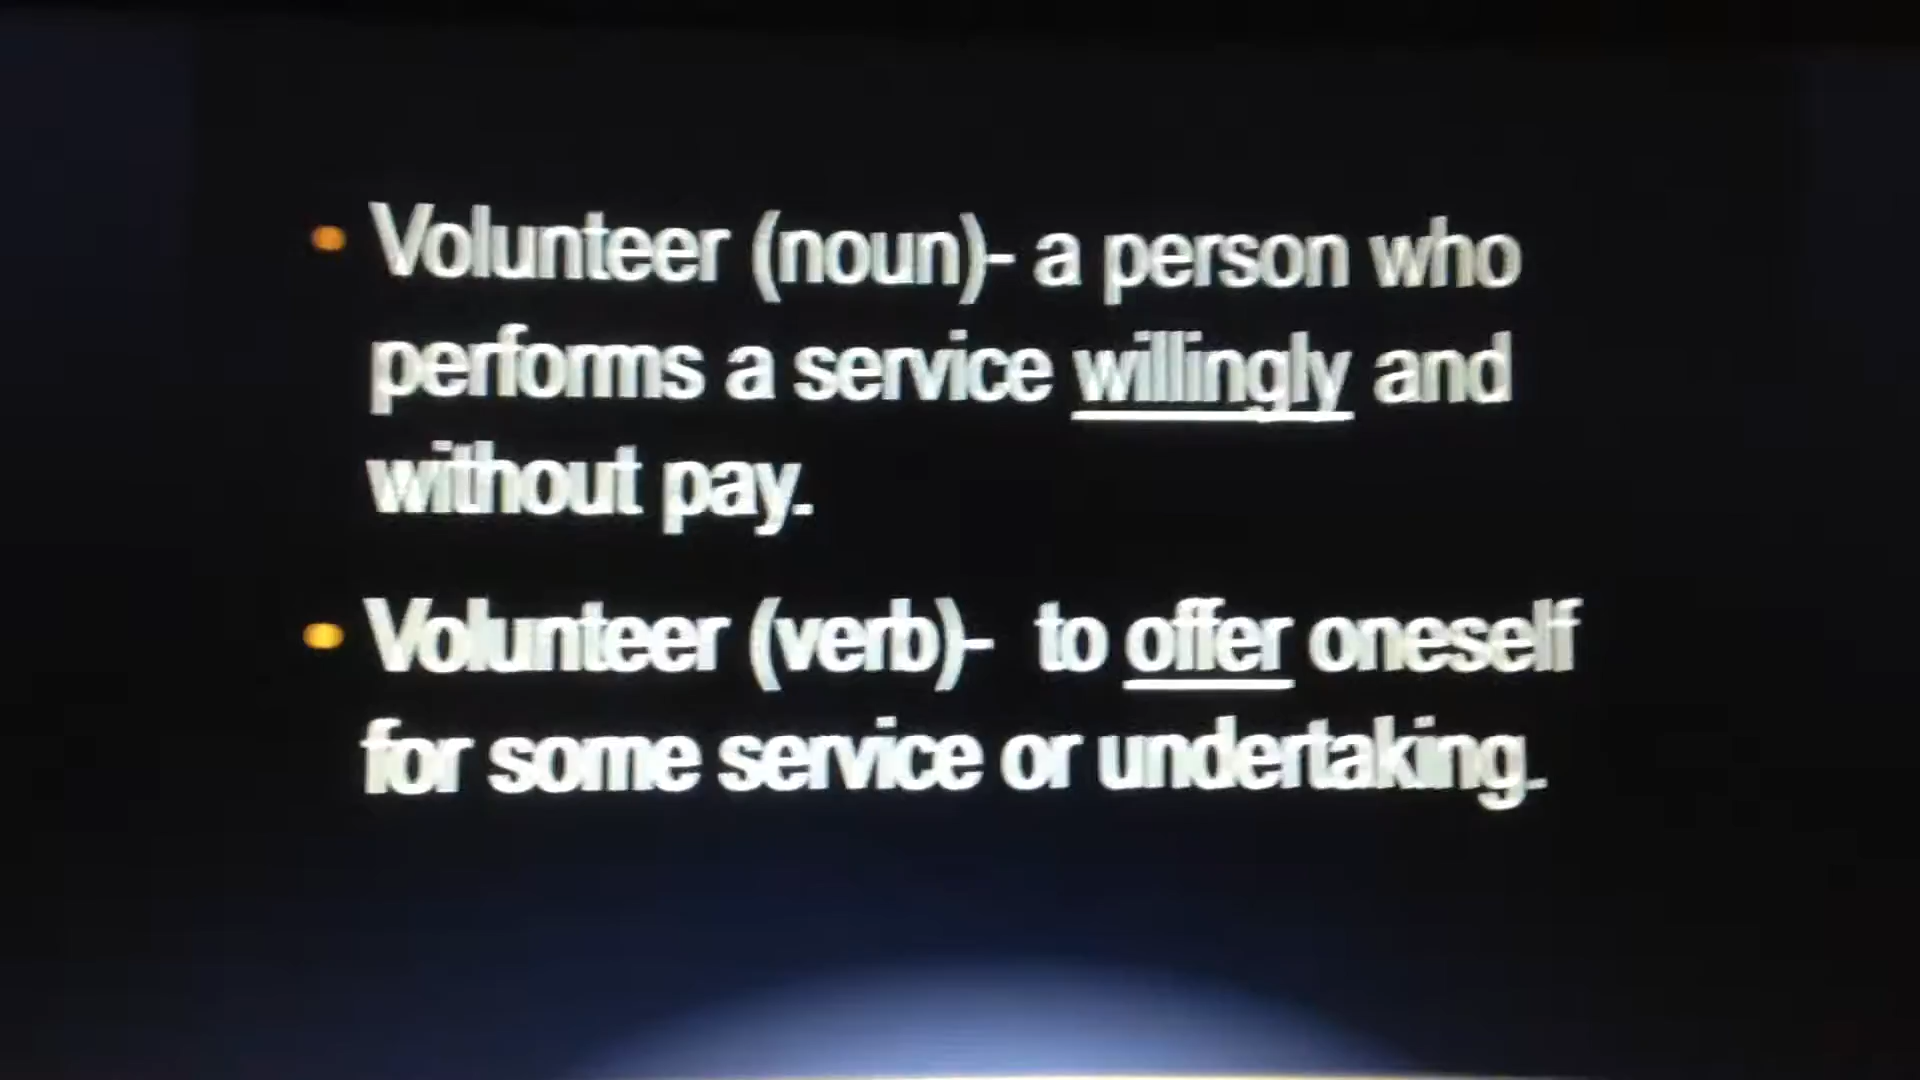 • Volunteer (noun)- a person who
performs a service willingly and
without pay.
• Volunteer (verb)-  to offer oneself
for some service or undertaking.